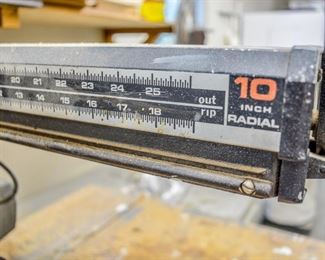 20 21 22 23 24 25 out
13 14 15 16 17 18 rip
10
INCH
RADIAL